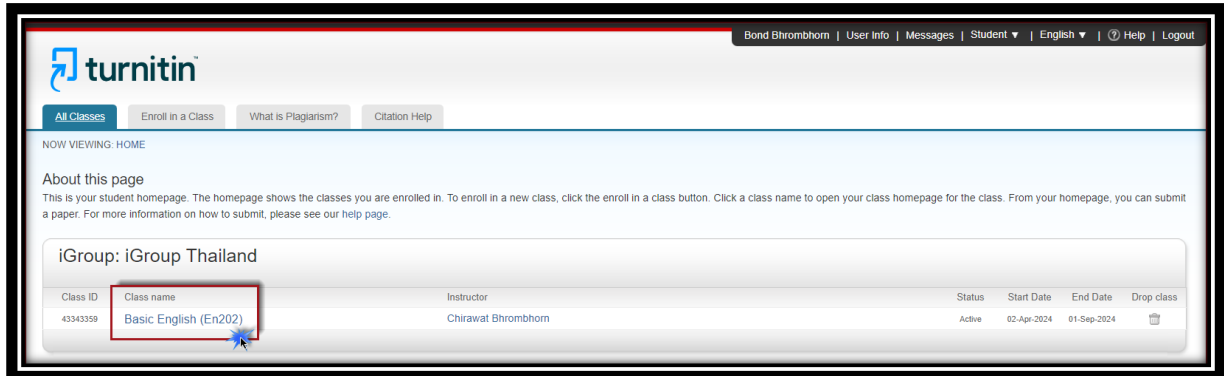 Bond Bhrombhorn | User Info | Messages | Student ▼ | English ▼ | ? Help | Logout
turnitin™
All Classes Enroll in a Class What is Plagiarism? Citation Help
NOW VIEWING: HOME
About this page
This is your student homepage. The homepage shows the classes you are enrolled in. To enroll in a new class, click the enroll in a class button. Click a class name to open your class homepage for the class. From your homepage, you can submit
a paper. For more information on how to submit, please see our help page.
iGroup: iGroup Thailand
Class ID Class name Instructor Status Start Date End Date Drop class
43343359 Basic English (En202) Chirawat Bhrombhorn Active 02-Apr-2024 01-Sep-2024